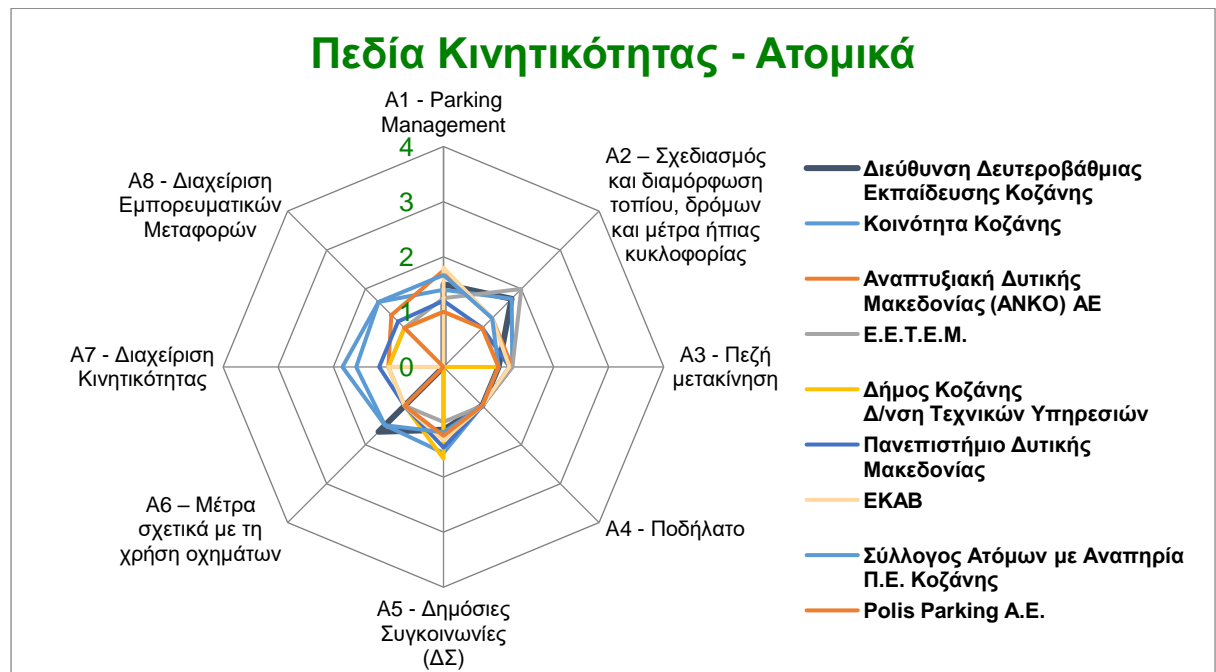 Πεδία Κινητικότητας - Ατομικά
A1 - Parking
Management
A2 – Σχεδιασμός
και διαμόρφωση
τοπίου, δρόμων
και μέτρα ήπιας
κυκλοφορίας
A3 - Πεζή
μετακίνηση
A4 - Ποδήλατο
A5 - Δημόσιες
Συγκοινωνίες
(ΔΣ)
A6 – Μέτρα
σχετικά με τη
χρήση οχημάτων
A7 - Διαχείριση
Κινητικότητας
A8 - Διαχείριση
Εμπορευματικών
Μεταφορών
4
3
2
1
0
Διεύθυνση Δευτεροβάθμιας
Εκπαίδευσης Κοζάνης
Κοινότητα Κοζάνης
Αναπτυξιακή Δυτικής
Μακεδονίας (ΑΝΚΟ) ΑΕ
Ε.Ε.Τ.Ε.Μ.
Δήμος Κοζάνης
Δ/νση Τεχνικών Υπηρεσιών
Πανεπιστήμιο Δυτικής
Μακεδονίας
ΕΚΑΒ
Σύλλογος Ατόμων με Αναπηρία
Π.Ε. Κοζάνης
Polis Parking Α.Ε.